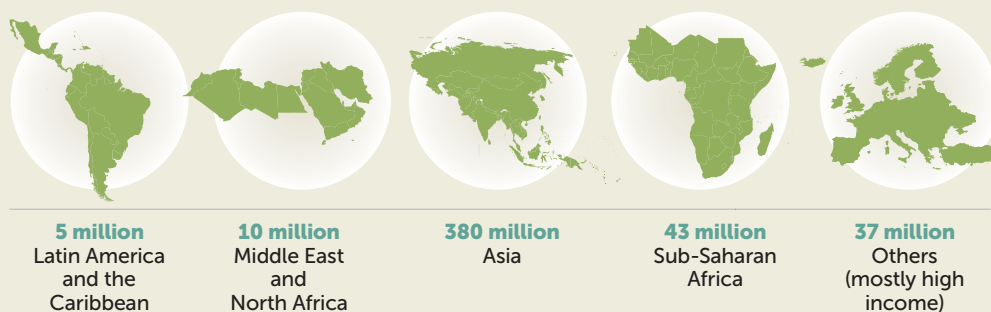 5 million
Latin America
and the
Caribbean
10 million
Middle East
and
North Africa
380 million
Asia
43 million
Sub-Saharan
Africa
37 million
Others
(mostly high
income)